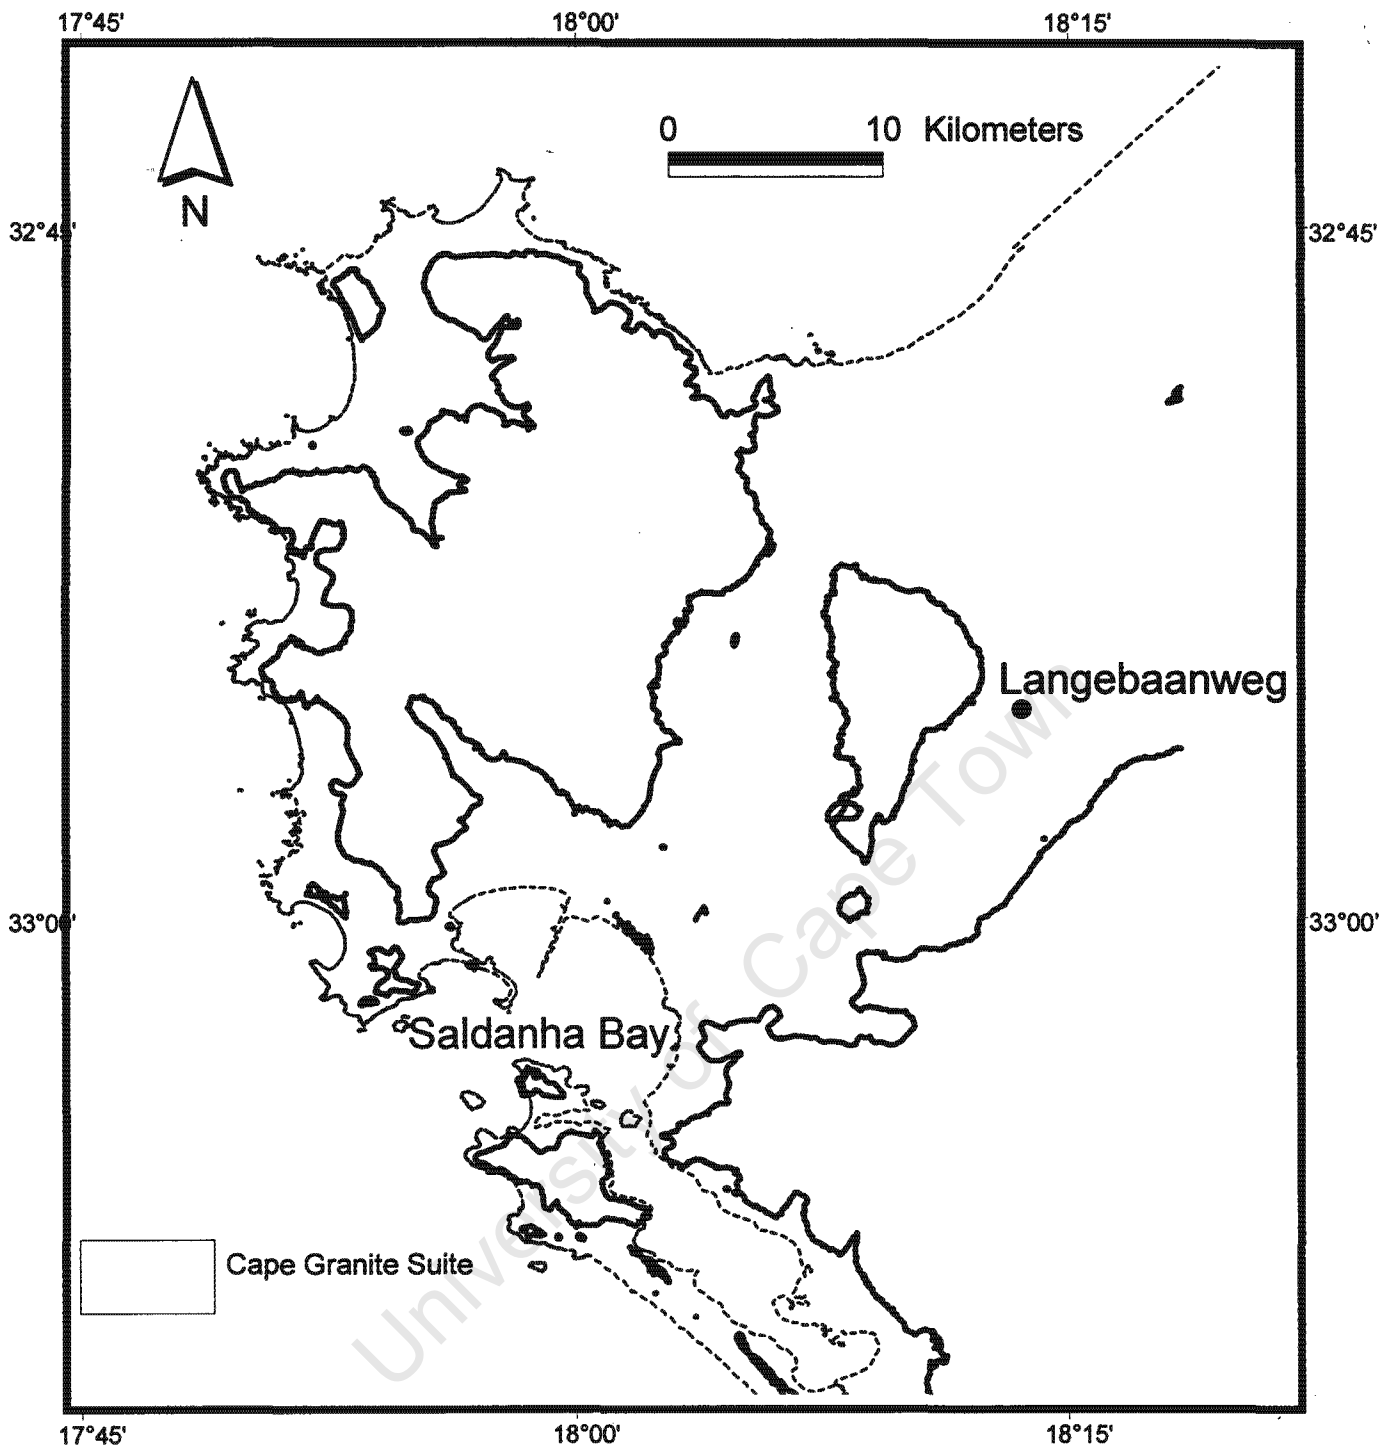 17°45' 18°00' 18°15'
0 10 Kilometers
N
32°45' 32°45'
Langebaanweg
33°00' 33°00'
Saldanha Bay
Cape Granite Suite
University of Cape Town
17°45' 18°00' 18°15'